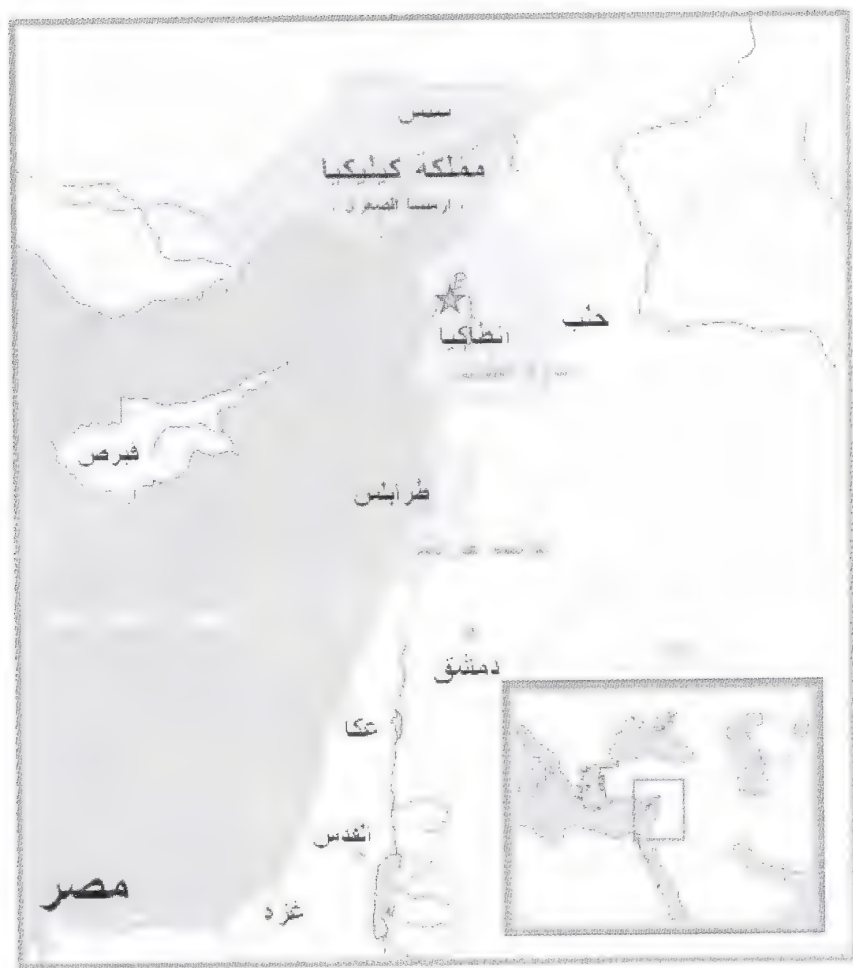 سيس
مملكة كيليكيا
ارمينيا الصغرى
انطاكيا
حلب
قبرص
طرابلس
دمشق
عكا
القدس
غزة
مصر